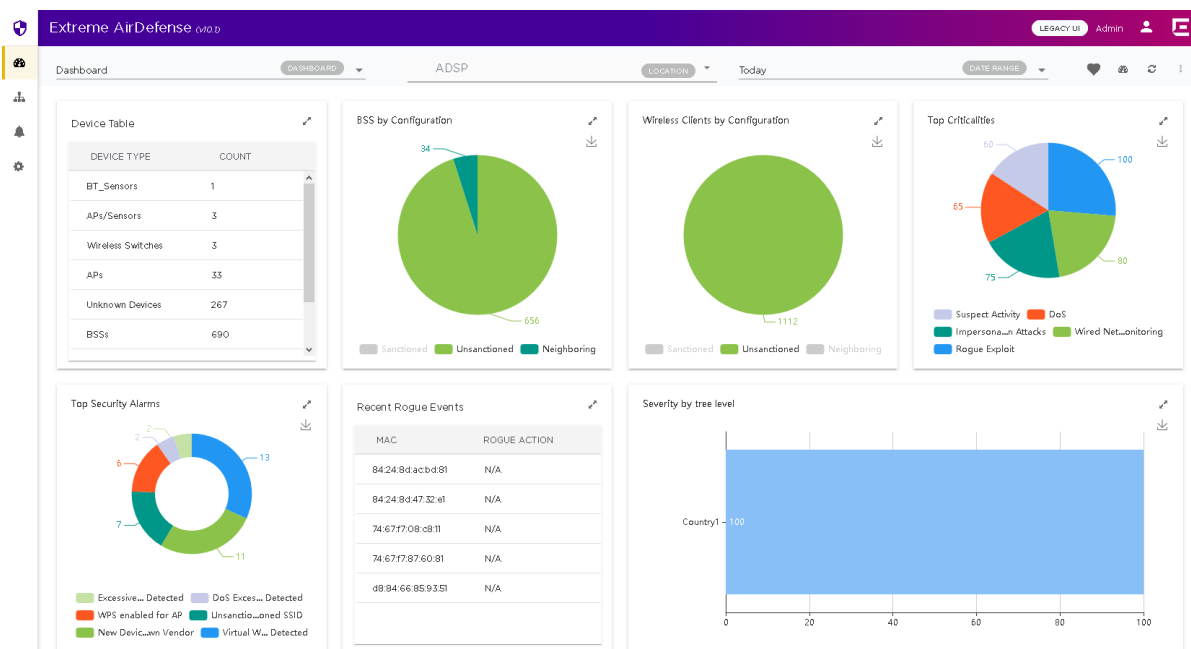 Extreme AirDefense (v10.1)
LEGACY UI Admin
Dashboard DASHBOARD
ADSP LOCATION
Today DATE RANGE
Device Table
DEVICE TYPE COUNT
BT_Sensors 1
APs/Sensors 3
Wireless Switches 3
APs 33
Unknown Devices 267
BSSs 690
BSS by Configuration
34
656
Sanctioned Unsanctioned Neighboring
Wireless Clients by Configuration
1112
Sanctioned Unsanctioned Neighboring
Top Criticalities
60
100
65
80
75
Suspect Activity DoS
Impersona...n Attacks Wired Net...onitoring
Rogue Exploit
Top Security Alarms
2
2
13
6
7
11
Excessive... Detected DoS Exces... Detected
WPS enabled for AP Unsanctio...oned SSID
New Devic...wn Vendor Virtual W... Detected
Recent Rogue Events
MAC ROGUE ACTION
84:24:8d:ac:bd:81 N/A
84:24:8d:47:32:e1 N/A
74:67:f7:08:c8:11 N/A
74:67:f7:87:60:81 N/A
d8:84:66:85:93:51 N/A
Severity by tree level
Country1 100
0 20 40 60 80 100